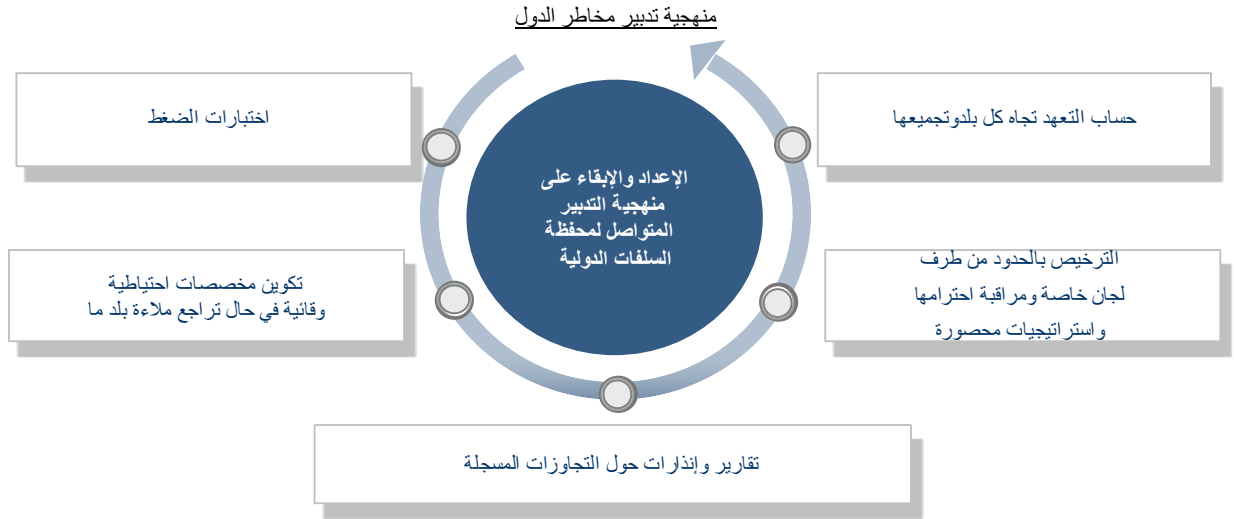 منهجية تدبير مخاطر الدول
حساب التعهد تجاه كل بلدوتجميعها
اختبارات الضغط
الإعداد والإبقاء على
منهجية التدبير
المتواصل لمحفظة
السلفات الدولية
الترخيص بالحدود من طرف
لجان خاصة ومراقبة احترامها
واستراتيجيات محصورة
تكوين مخصصات احتياطية
وقائية في حال تراجع ملاءة بلد ما
تقارير وإنذارات حول التجاوزات المسجلة